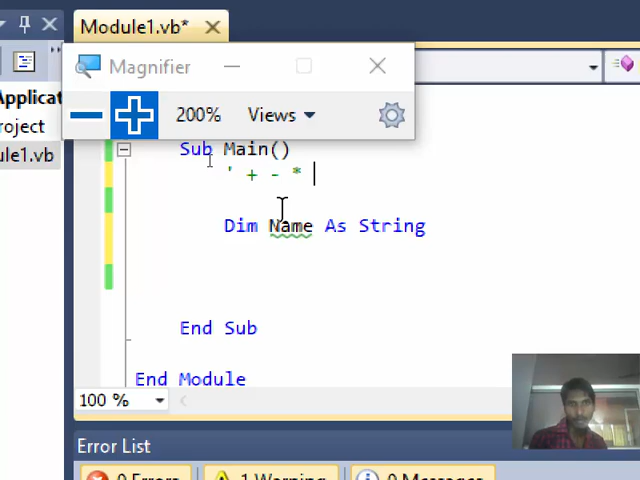 Module1.vb*
Magnifier
200% Views
Applicat
roject
ule1.vb
Sub Main()
' + - *
Dim Name As String
End Sub
End Module
100 %
Error List
0 Errors 1 Warning 0 Messages